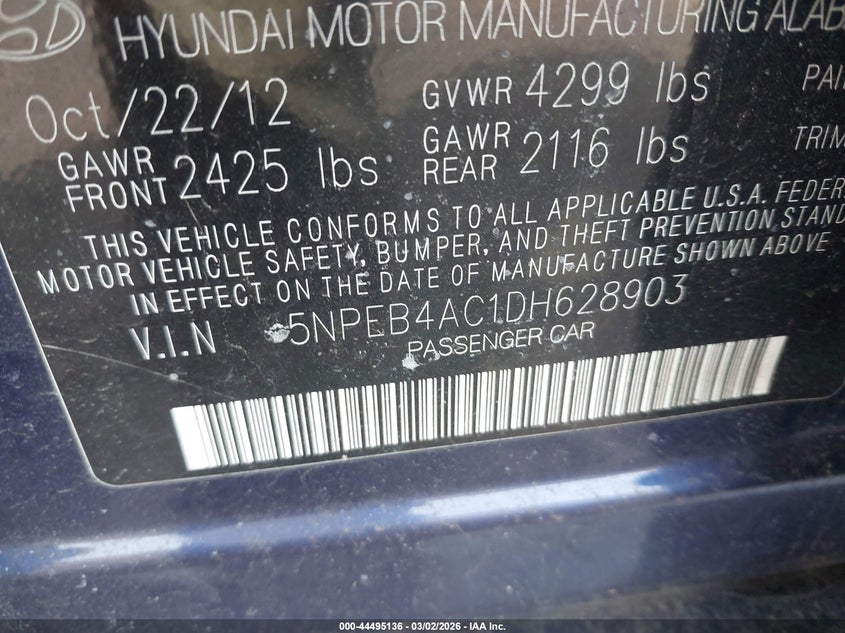 HYUNDAI MOTOR MANUFACTURING ALAB
Oct/22/12 GVWR 4299 lbs PAI
GAWR FRONT 2425 lbs GAWR REAR 2116 lbs TRIM
THIS VEHICLE CONFORMS TO ALL APPLICABLE U.S.A. FEDER
MOTOR VEHICLE SAFETY, BUMPER, AND THEFT PREVENTION STAND
IN EFFECT ON THE DATE OF MANUFACTURE SHOWN ABOVE
V.I.N 5NPEB4AC1DH628903
PASSENGER CAR
000-44495136 - 03/02/2026 - IAA Inc.